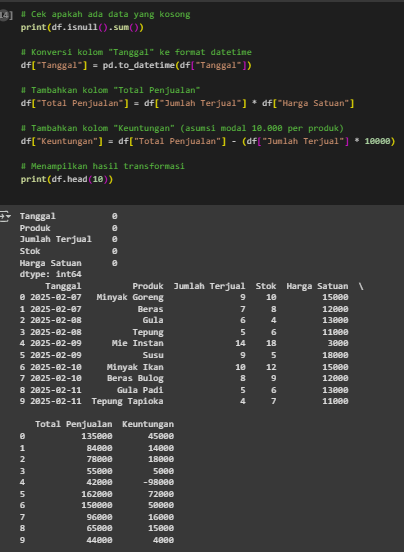 14] # Cek apakah ada data yang kosong
print(df.isnull().sum())
# Konversi kolom "Tanggal" ke format datetime
df["Tanggal"] = pd.to_datetime(df["Tanggal"])
# Tambahkan kolom "Total Penjualan"
df["Total Penjualan"] = df["Jumlah Terjual"] * df["Harga Satuan"]
# Tambahkan kolom "Keuntungan" (asumsi modal 10.000 per produk)
df["Keuntungan"] = df["Total Penjualan"] - (df["Jumlah Terjual"] * 10000)
# Menampilkan hasil transformasi
print(df.head(10))
Tanggal 0
Produk 0
Jumlah Terjual 0
Stok 0
Harga Satuan 0
dtype: int64
Tanggal Produk Jumlah Terjual Stok Harga Satuan \
0 2025-02-07 Minyak Goreng 9 10 15000
1 2025-02-07 Beras 7 8 12000
2 2025-02-08 Gula 6 4 13000
3 2025-02-08 Tepung 5 6 11000
4 2025-02-09 Mie Instan 14 18 3000
5 2025-02-09 Susu 9 5 18000
6 2025-02-10 Minyak Ikan 10 12 15000
7 2025-02-10 Beras Bulog 8 9 12000
8 2025-02-11 Gula Padi 5 6 13000
9 2025-02-11 Tepung Tapioka 4 7 11000
Total Penjualan Keuntungan
0 135000 45000
1 84000 14000
2 78000 18000
3 55000 5000
4 42000 -98000
5 162000 72000
6 150000 50000
7 96000 16000
8 65000 15000
9 44000 4000